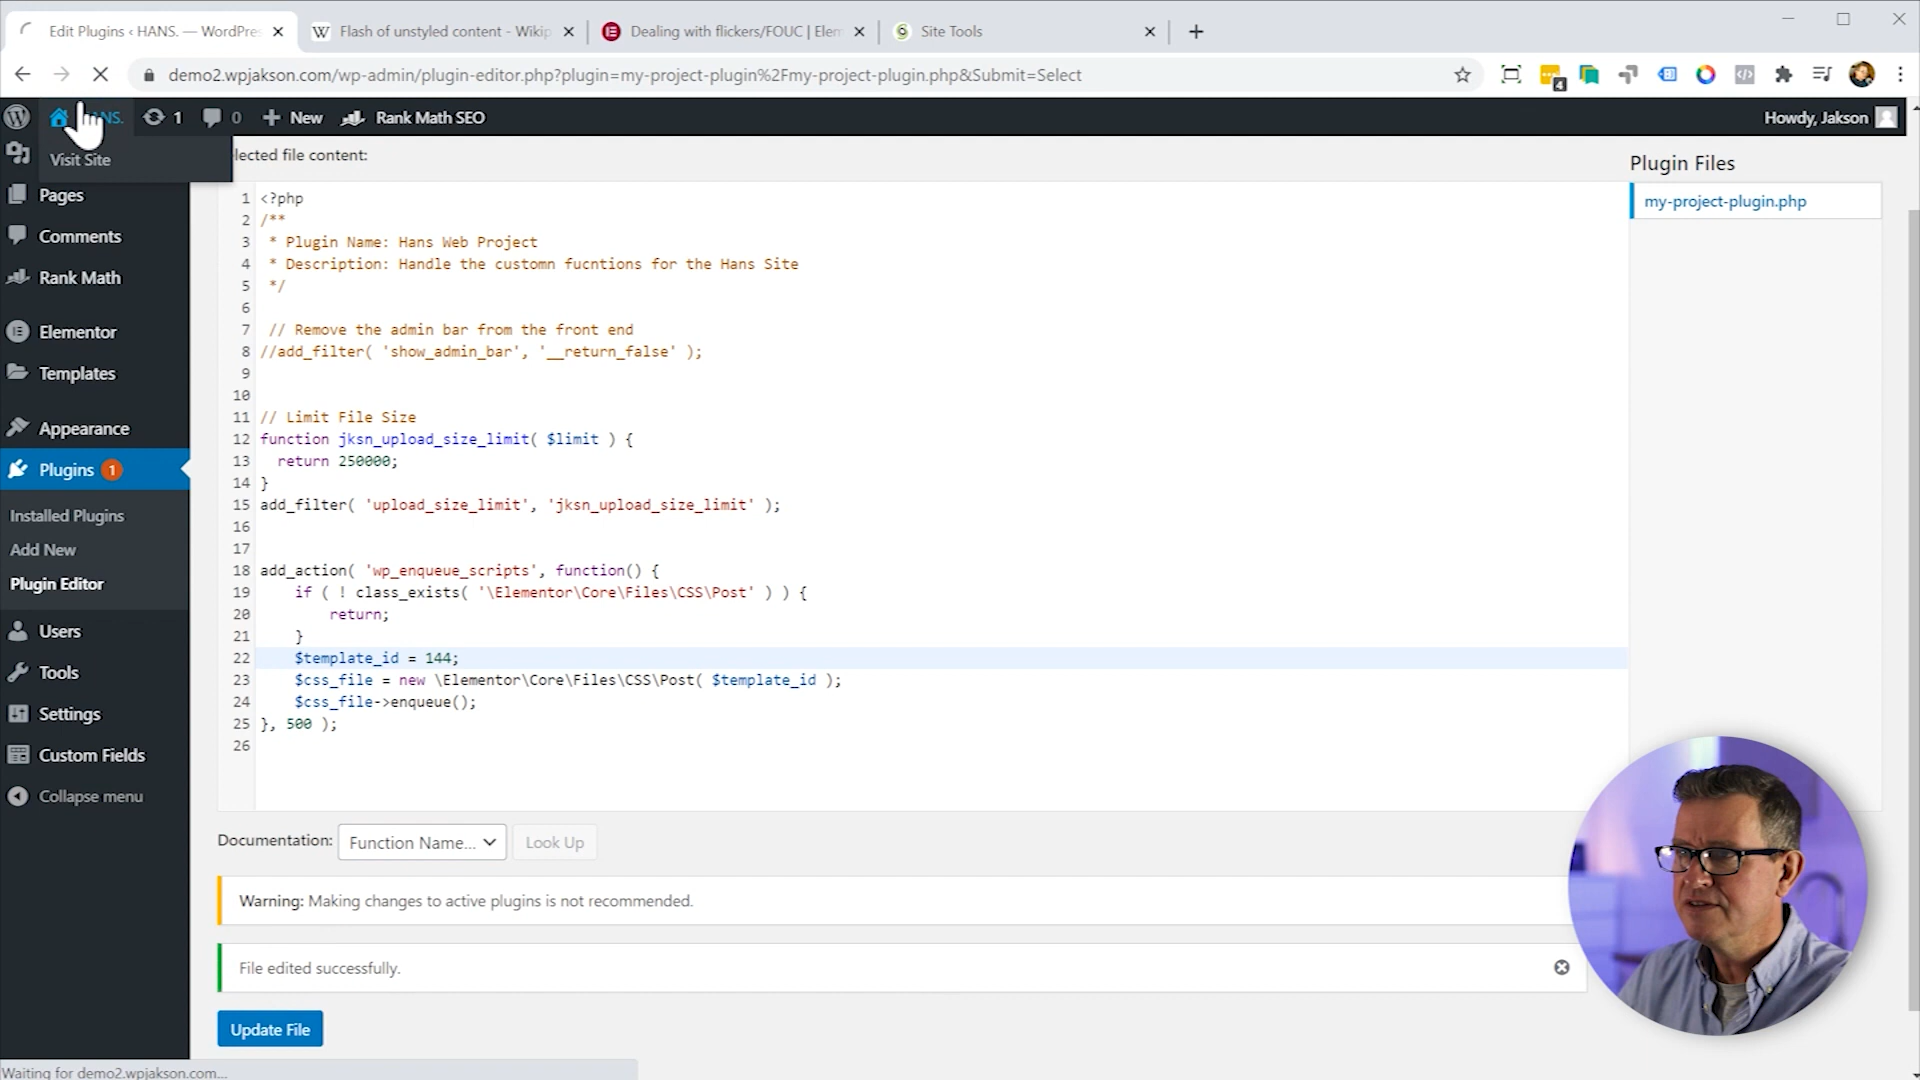 Edit Plugins ‹ HANS. — WordPres
Flash of unstyled content - Wikip
Dealing with flickers/FOUC | Elem
Site Tools
demo2.wpjakson.com/wp-admin/plugin-editor.php?plugin=my-project-plugin%2Fmy-project-plugin.php&Submit=Select
4
HANS.
1
0
New
Rank Math SEO
Howdy, Jakson
Visit Site
Pages
Comments
Rank Math
Elementor
Templates
Appearance
Plugins 1
Installed Plugins
Add New
Plugin Editor
Users
Tools
Settings
Custom Fields
Collapse menu
lected file content:
1 <?php
2 /**
3 * Plugin Name: Hans Web Project
4 * Description: Handle the customn fucntions for the Hans Site
5 */
6
7 // Remove the admin bar from the front end
8 //add_filter( 'show_admin_bar', '__return_false' );
9
10
11 // Limit File Size
12 function jksn_upload_size_limit( $limit ) {
13 return 250000;
14 }
15 add_filter( 'upload_size_limit', 'jksn_upload_size_limit' );
16
17
18 add_action( 'wp_enqueue_scripts', function() {
19 if ( ! class_exists( '\Elementor\Core\Files\CSS\Post' ) ) {
20 return;
21 }
22 $template_id = 144;
23 $css_file = new \Elementor\Core\Files\CSS\Post( $template_id );
24 $css_file->enqueue();
25 }, 500 );
26
Plugin Files
my-project-plugin.php
Documentation: Function Name... Look Up
Warning: Making changes to active plugins is not recommended.
File edited successfully.
Update File
Waiting for demo2.wpjakson.com...